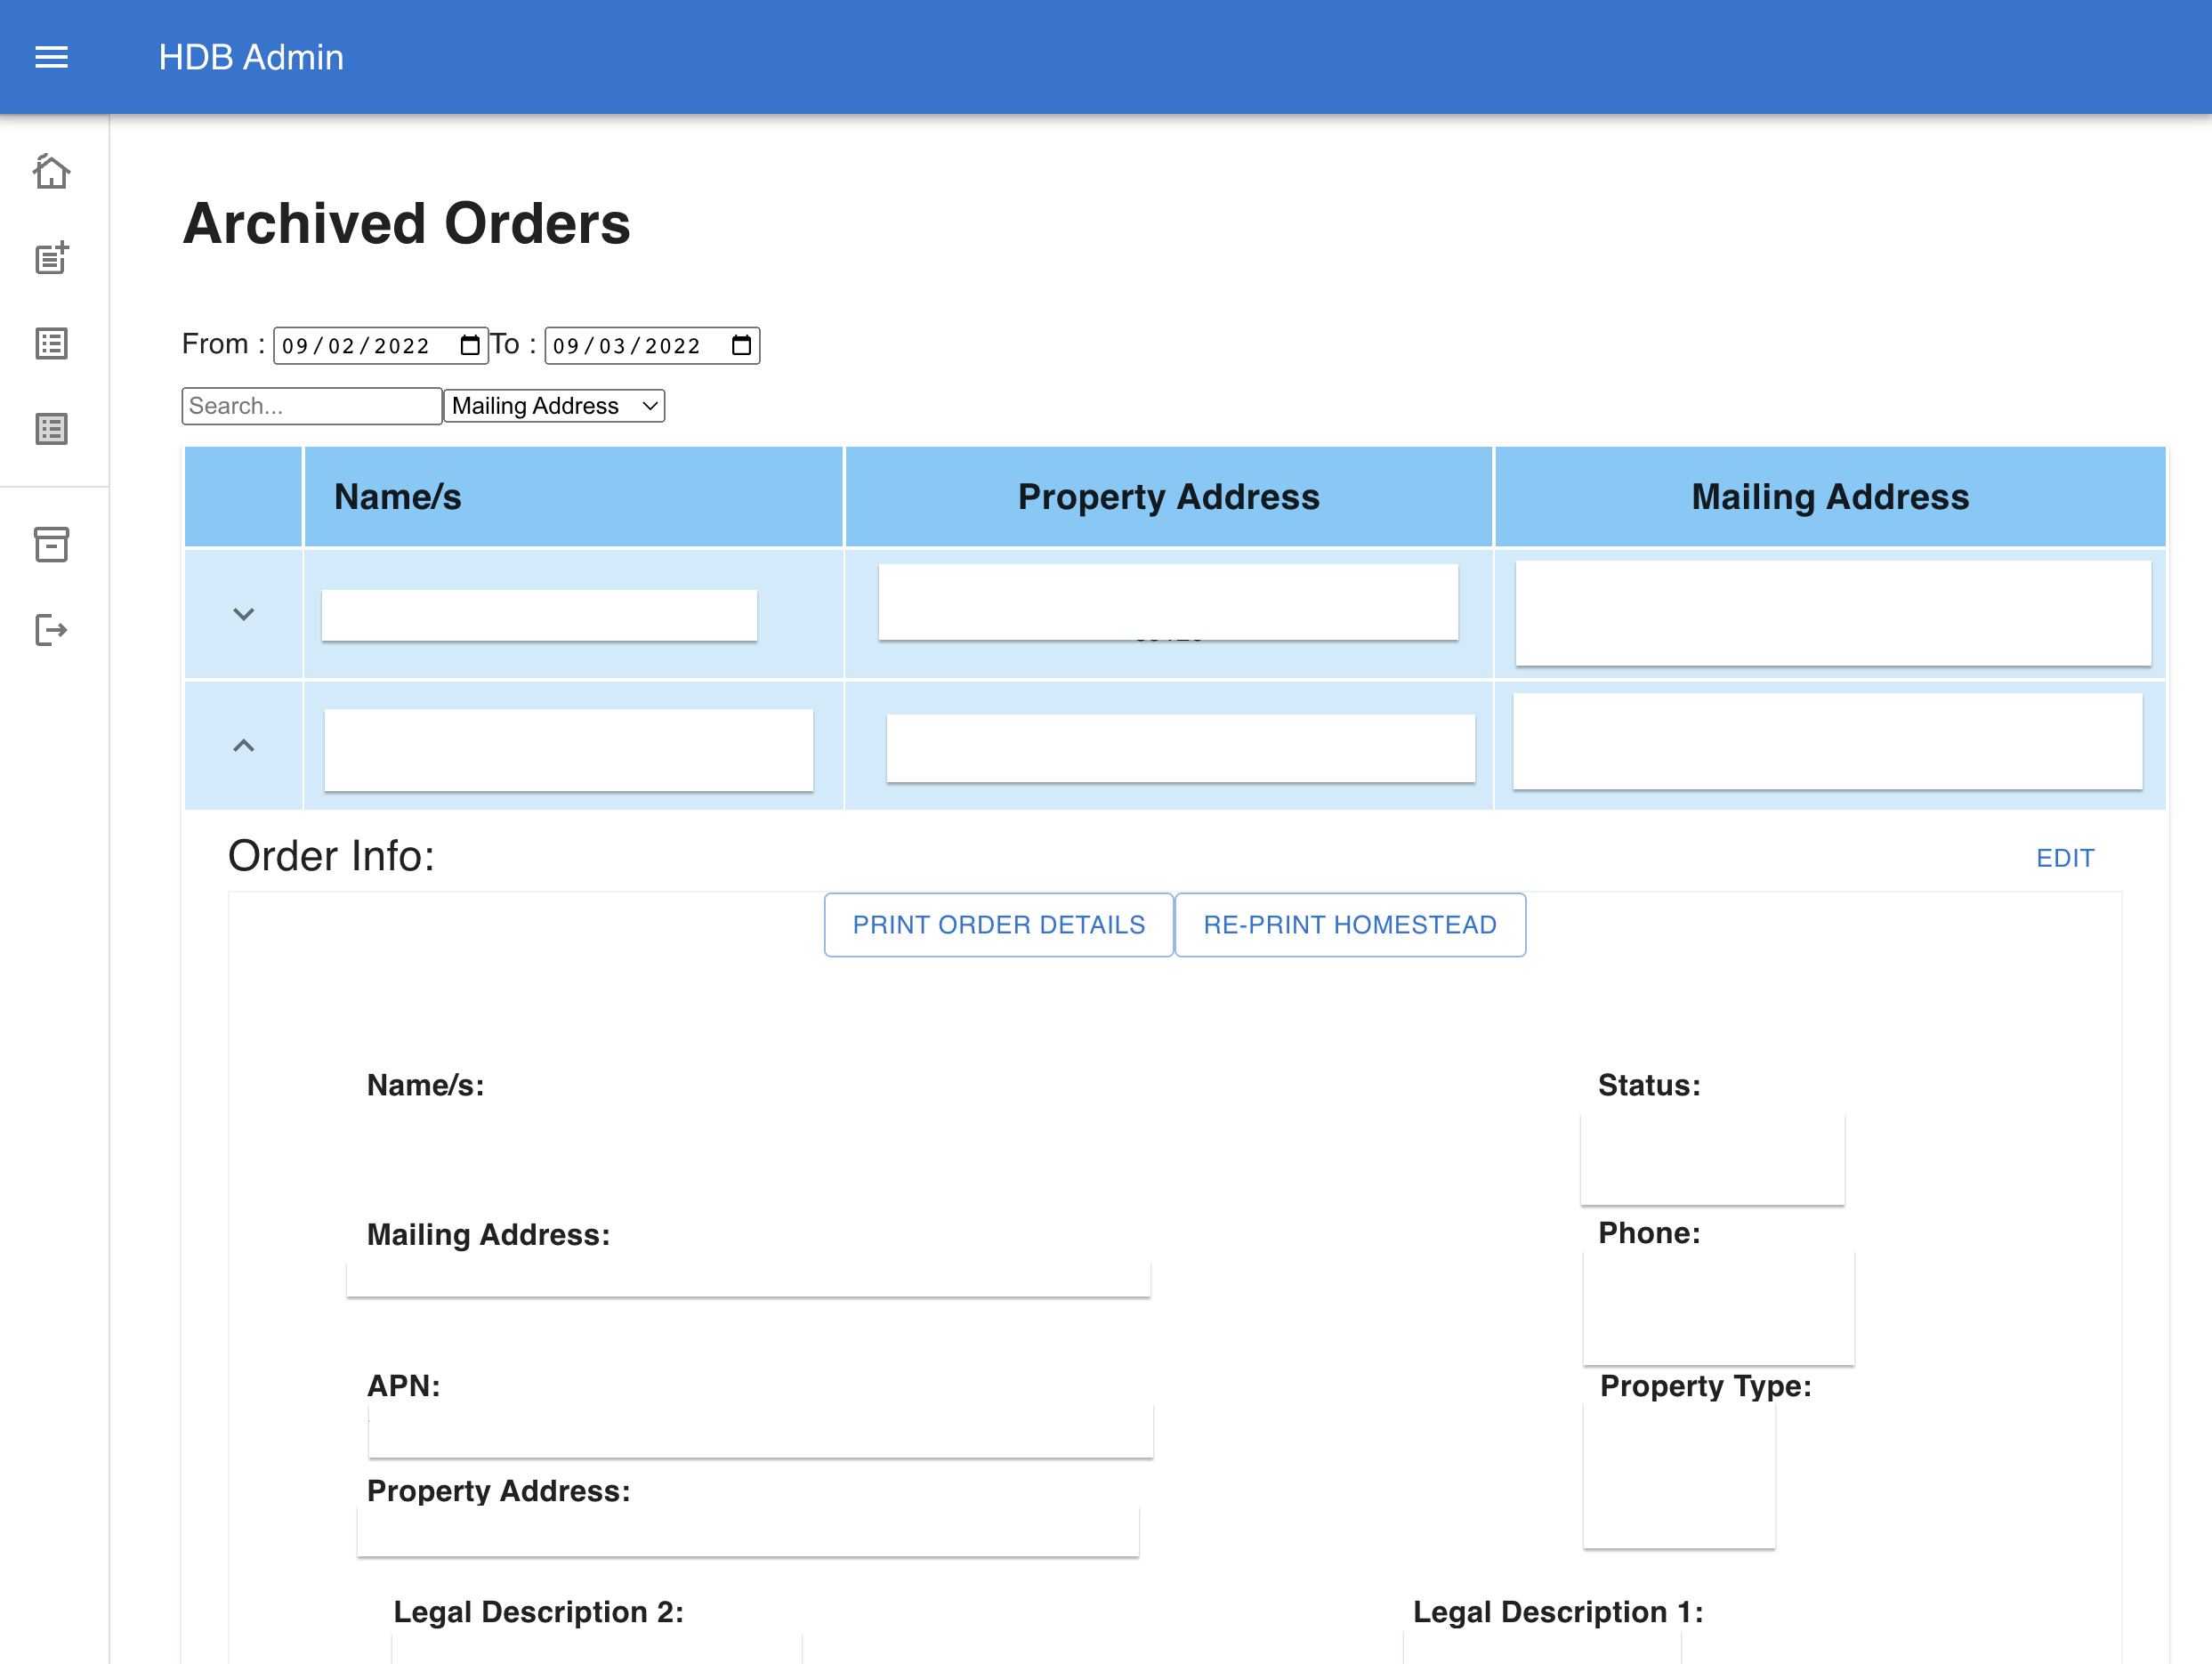 HDB Admin
Archived Orders
From : 09/02/2022 To : 09/03/2022
Search... Mailing Address
Name/s Property Address Mailing Address
Order Info: EDIT
PRINT ORDER DETAILS RE-PRINT HOMESTEAD
Name/s: Status:
Mailing Address: Phone:
APN: Property Type:
Property Address:
Legal Description 2: Legal Description 1: